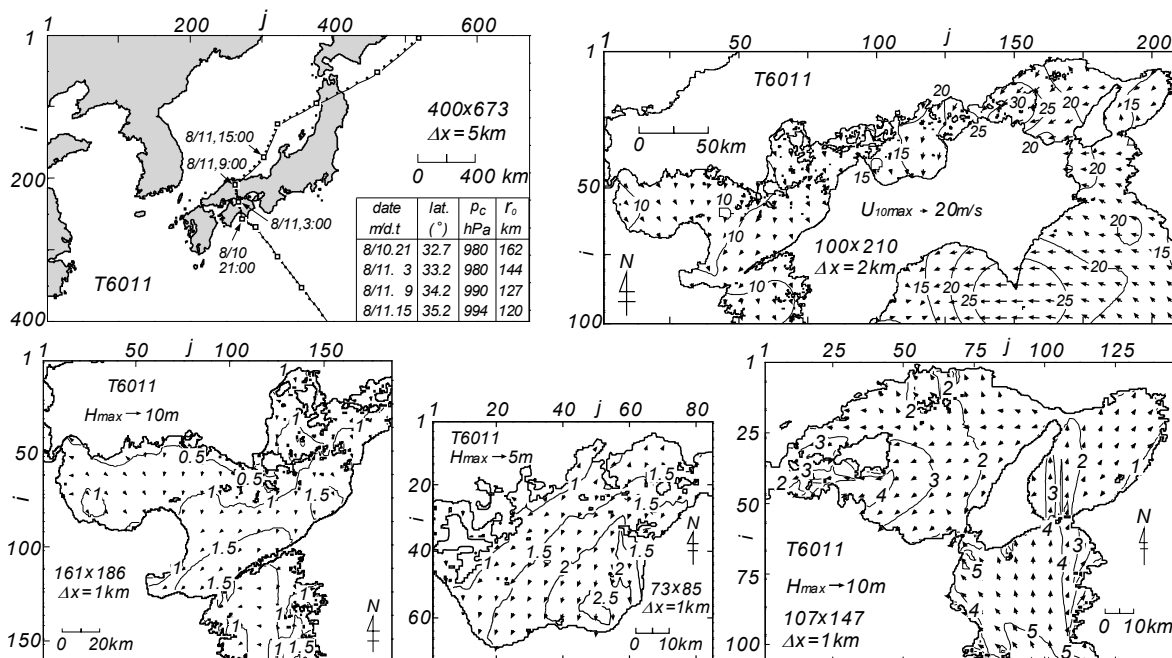 1 200 j 400 600
1
i
200
400
T6011
400x673
Δx=5km
0 400 km
8/11,15:00
8/11,9:00
8/11,3:00
8/10
21:00
date lat. pc r₀
m/d.t (°) hPa km
8/10.21 32.7 980 162
8/11. 3 33.2 980 144
8/11. 9 34.2 990 127
8/11.15 35.2 994 120
1 50 100 j 150 200
1
i
50
100
T6011
0 50km
20 30 25 20 15
25
15
15
20
10 10
10
10
U10max → 20m/s
100x210
Δx=2km
N
15 20 25 25 20 15
20
1 50 j 100 150
1
50
i
100
150
T6011
Hmax → 10m
1
1 1
0.5
0.5
1 1 1 1.5
1.5
1 1.5
1 1
1 1.5
161x186
Δx=1km
0 20km
N
1 20 40 j 60 80
1
20
i
40
60
T6011
Hmax → 5m
1 1.5
1.5 1.5
1 2 2
2.5
N
73x85
Δx=1km
0 10km
1 25 50 75 j 100 125
1
25
i
50
75
100
T6011
Hmax → 10m
107x147
Δx=1km
2
2
3
3 2 2 1
2 4 3 3
4
5 3
4 4
5 5
N
0 10km